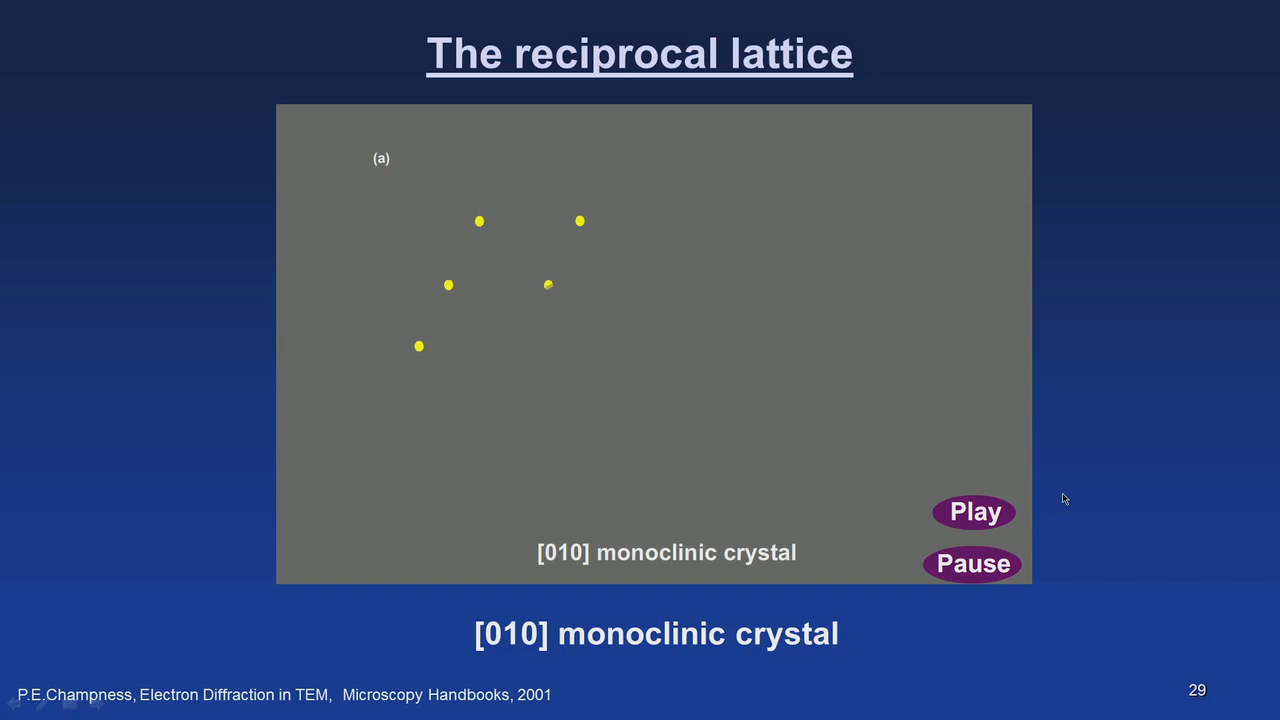 The reciprocal lattice
(a)
Play
[010] monoclinic crystal
Pause
[010] monoclinic crystal
P.E.Champness, Electron Diffraction in TEM, Microscopy Handbooks, 2001
29